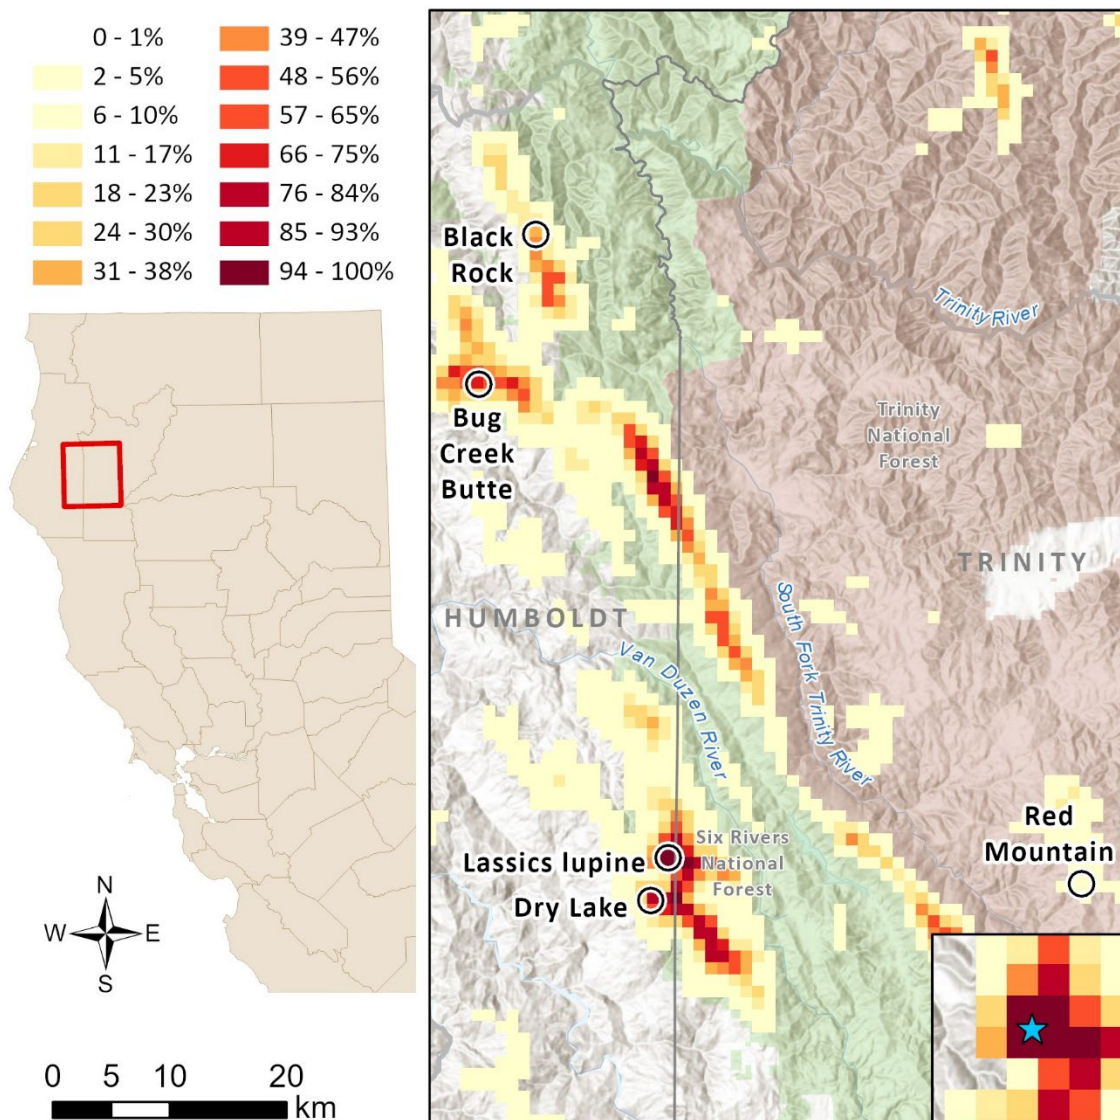 0 - 1%
2 - 5%
6 - 10%
11 - 17%
18 - 23%
24 - 30%
31 - 38%
39 - 47%
48 - 56%
57 - 65%
66 - 75%
76 - 84%
85 - 93%
94 - 100%
N
W E
S
0 5 10 20
km
Black
Rock
Bug
Creek
Butte
Trinity River
Trinity
National
Forest
TRINITY
HUMBOLDT
Van Duzen River
South Fork Trinity River
Lassics lupine
Dry Lake
Six Rivers
National
Forest
Red
Mountain